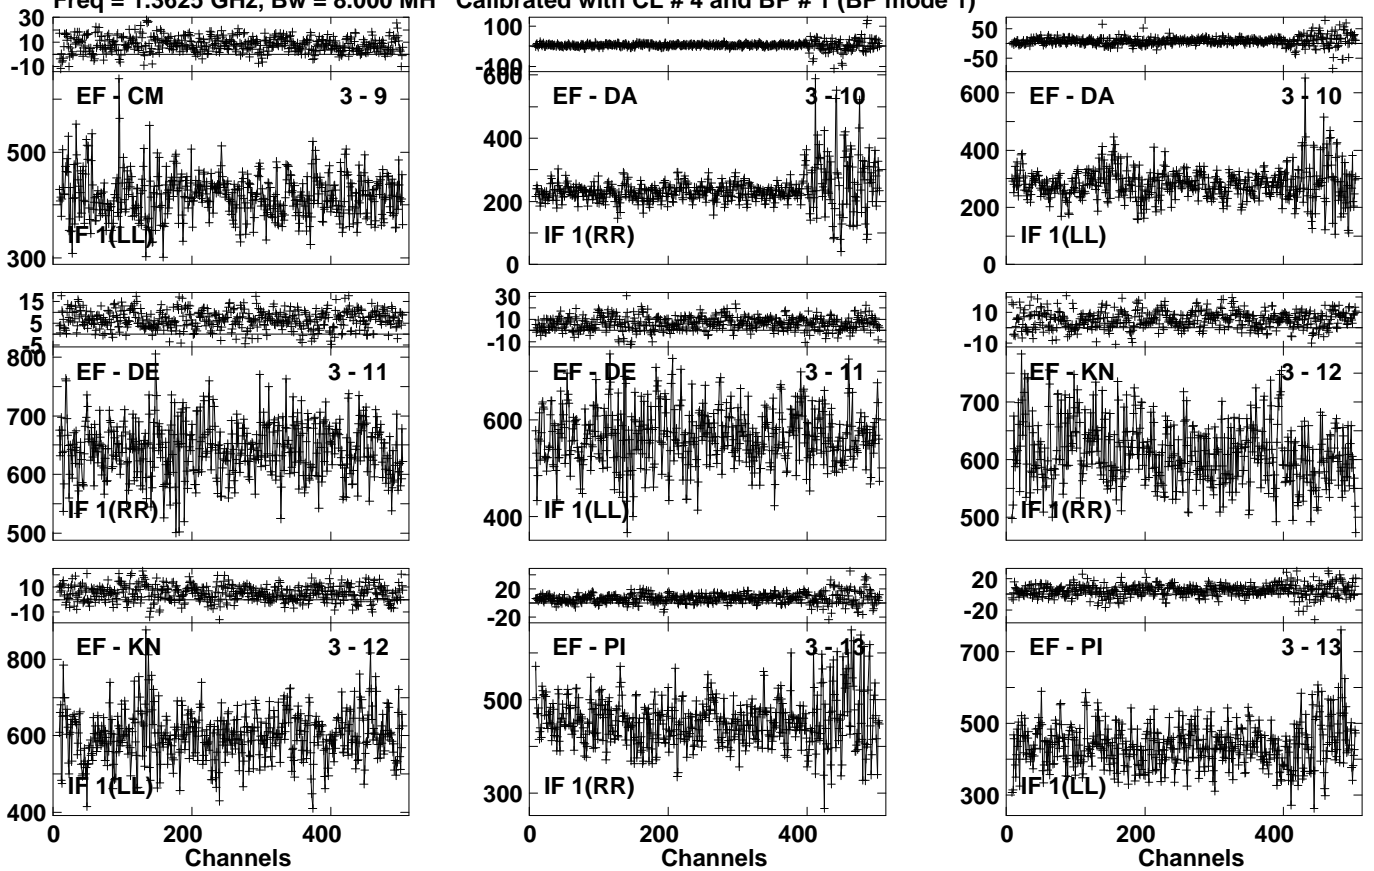 Freq = 1.3625 GHz, Bw = 8.000 MH Calibrated with CL # 4 and BP # 1 (BP mode 1)
30
10
-10
EF - CM 3 - 9
500
IF 1(LL)
300
100
-100
600
EF - DA 3 - 10
400
200
IF 1(RR)
0
50
-50
600
EF - DA 3 - 10
400
200
IF 1(LL)
0
15
5
-5
800
EF - DE 3 - 11
700
600
IF 1(RR)
500
30
10
-10
EF - DE 3 - 11
600
IF 1(LL)
400
10
-10
EF - KN 3 - 12
700
600
IF 1(RR)
500
10
-10
EF - KN 3 - 12
800
600
IF 1(LL)
400
0 200 400
Channels
20
-20
EF - PI 3 - 13
500
IF 1(RR)
300
0 200 400
Channels
20
-20
EF - PI 3 - 13
700
500
IF 1(LL)
300
0 200 400
Channels